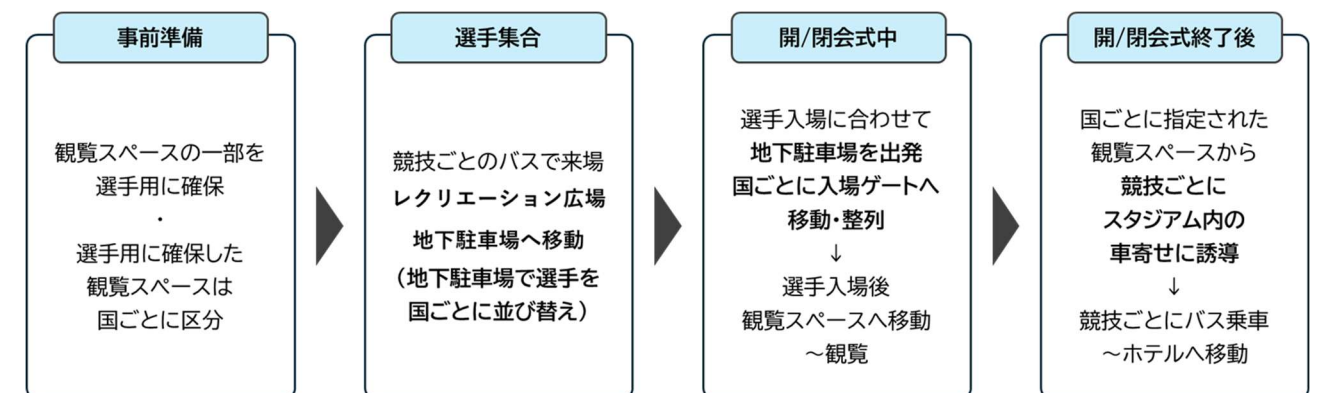 事前準備
観覧スペースの一部を
選手用に確保
・
選手用に確保した
観覧スペースは
国ごとに区分
選手集合
競技ごとのバスで来場
レクリエーション広場
地下駐車場へ移動
（地下駐車場で選手を
国ごとに並び替え）
開/閉会式中
選手入場に合わせて
地下駐車場を出発
国ごとに入場ゲートへ
移動・整列
↓
選手入場後
観覧スペースへ移動
～観覧
開/閉会式終了後
国ごとに指定された
観覧スペースから
競技ごとに
スタジアム内の
車寄せに誘導
↓
競技ごとにバス乗車
～ホテルへ移動